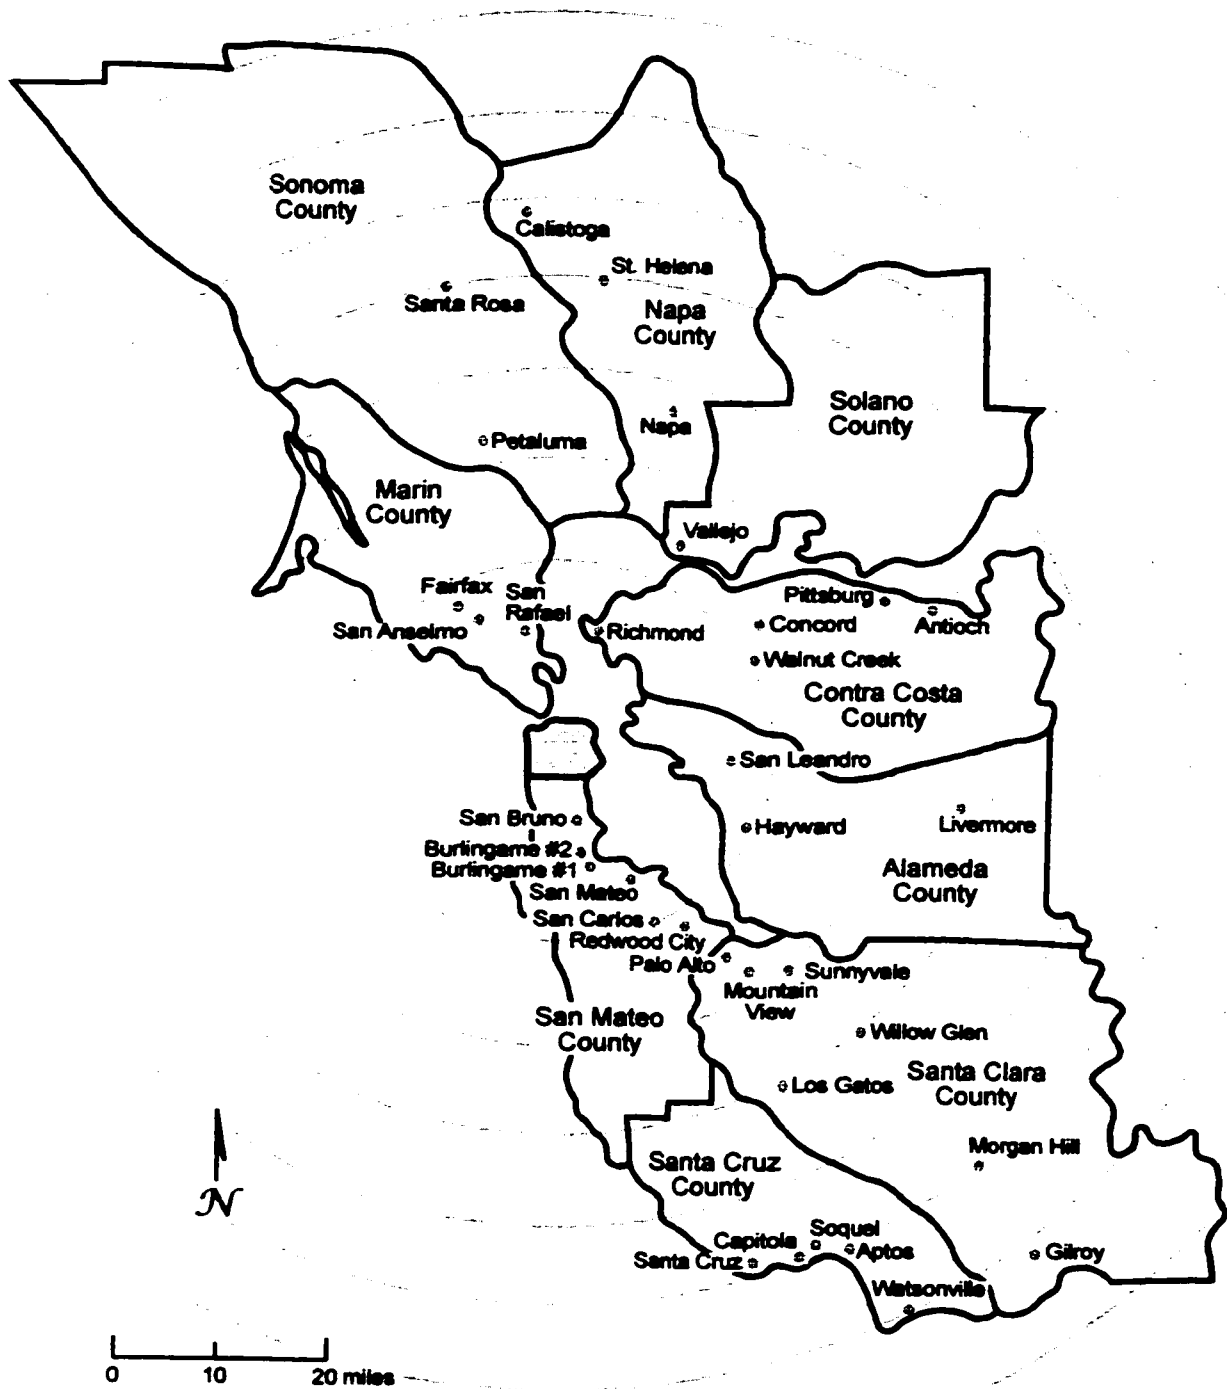 Sonoma
County
Calistoga
St. Helena
Santa Rosa
Napa
County
Solano
County
Napa
Petaluma
Marin
County
Vallejo
Fairfax
San
Rafael
San Anselmo
Pittsburg
Antioch
Richmond
Concord
Walnut Creek
Contra Costa
County
San Leandro
San Bruno
Hayward
Livermore
Burlingame #2
Burlingame #1
Alameda
County
San Mateo
San Carlos
Redwood City
Palo Alto
Sunnyvale
Mountain
View
San Mateo
County
Willow Glen
Los Gatos
Santa Clara
County
Morgan Hill
Santa Cruz
County
N
Soquel
Capitola
Aptos
Santa Cruz
Gilroy
Watsonville
0 10 20 miles